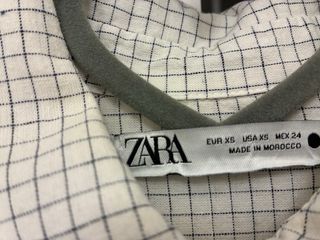 ZARA
EUR XS USA XS MEX 24
MADE IN MOROCCO